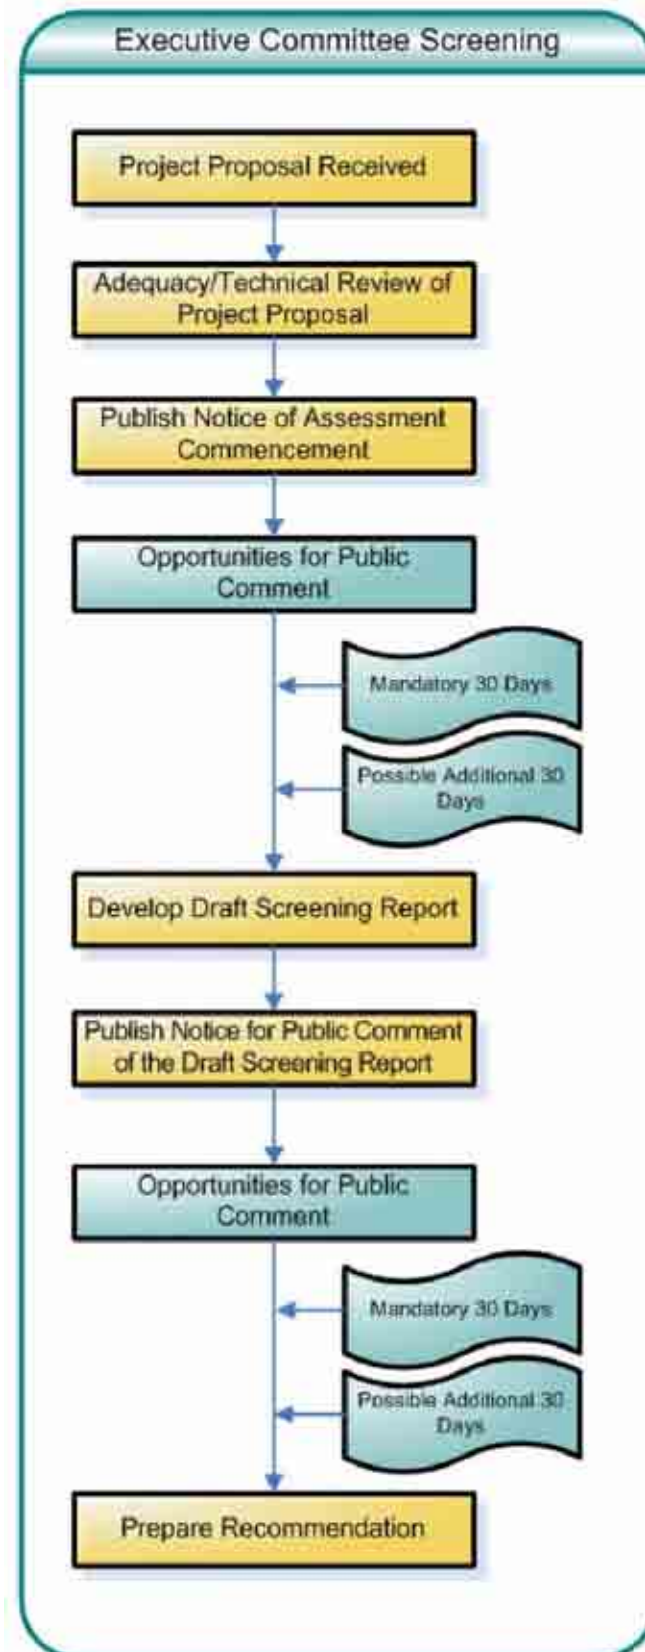 Executive Committee Screening
Project Proposal Received
Adequacy/Technical Review of
Project Proposal
Publish Notice of Assessment
Commencement
Opportunities for Public
Comment
Mandatory 30 Days
Possible Additional 30
Days
Develop Draft Screening Report
Publish Notice for Public Comment
of the Draft Screening Report
Opportunities for Public
Comment
Mandatory 30 Days
Possible Additional 30
Days
Prepare Recommendation